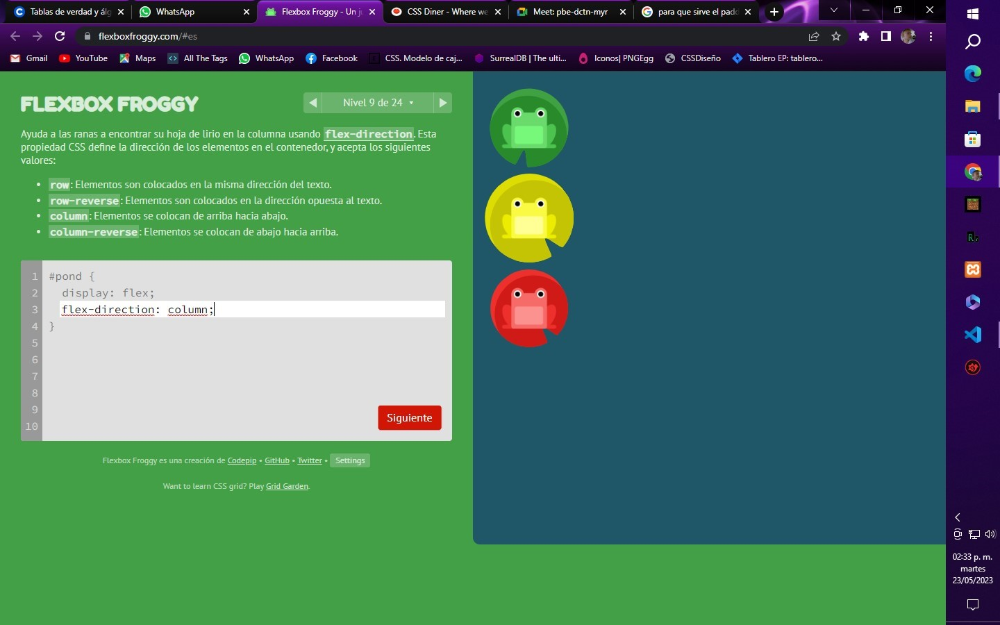 Tablas de verdad y álg
WhatsApp
Flexbox Froggy - Un ju
CSS Diner - Where we
Meet: pbe-dctn-myr
para que sirve el padd
flexboxfroggy.com/#es
Gmail
YouTube
Maps
All The Tags
WhatsApp
Facebook
CSS. Modelo de caj...
SurrealDB | The ulti...
Iconos| PNGEgg
CSSDiseño
Tablero EP: tablero...
FLEXBOX FROGGY
Nivel 9 de 24
Ayuda a las ranas a encontrar su hoja de lirio en la columna usando flex-direction. Esta
propiedad CSS define la dirección de los elementos en el contenedor, y acepta los siguientes
valores:
• row: Elementos son colocados en la misma dirección del texto.
• row-reverse: Elementos son colocados en la dirección opuesta al texto.
• column: Elementos se colocan de arriba hacia abajo.
• column-reverse: Elementos se colocan de abajo hacia arriba.
1 #pond {
2 display: flex;
3 flex-direction: column;
4 }
5
6
7
8
9
10
Siguiente
Flexbox Froggy es una creación de Codepip • GitHub • Twitter • Settings
Want to learn CSS grid? Play Grid Garden.
02:33 p. m.
martes
23/05/2023